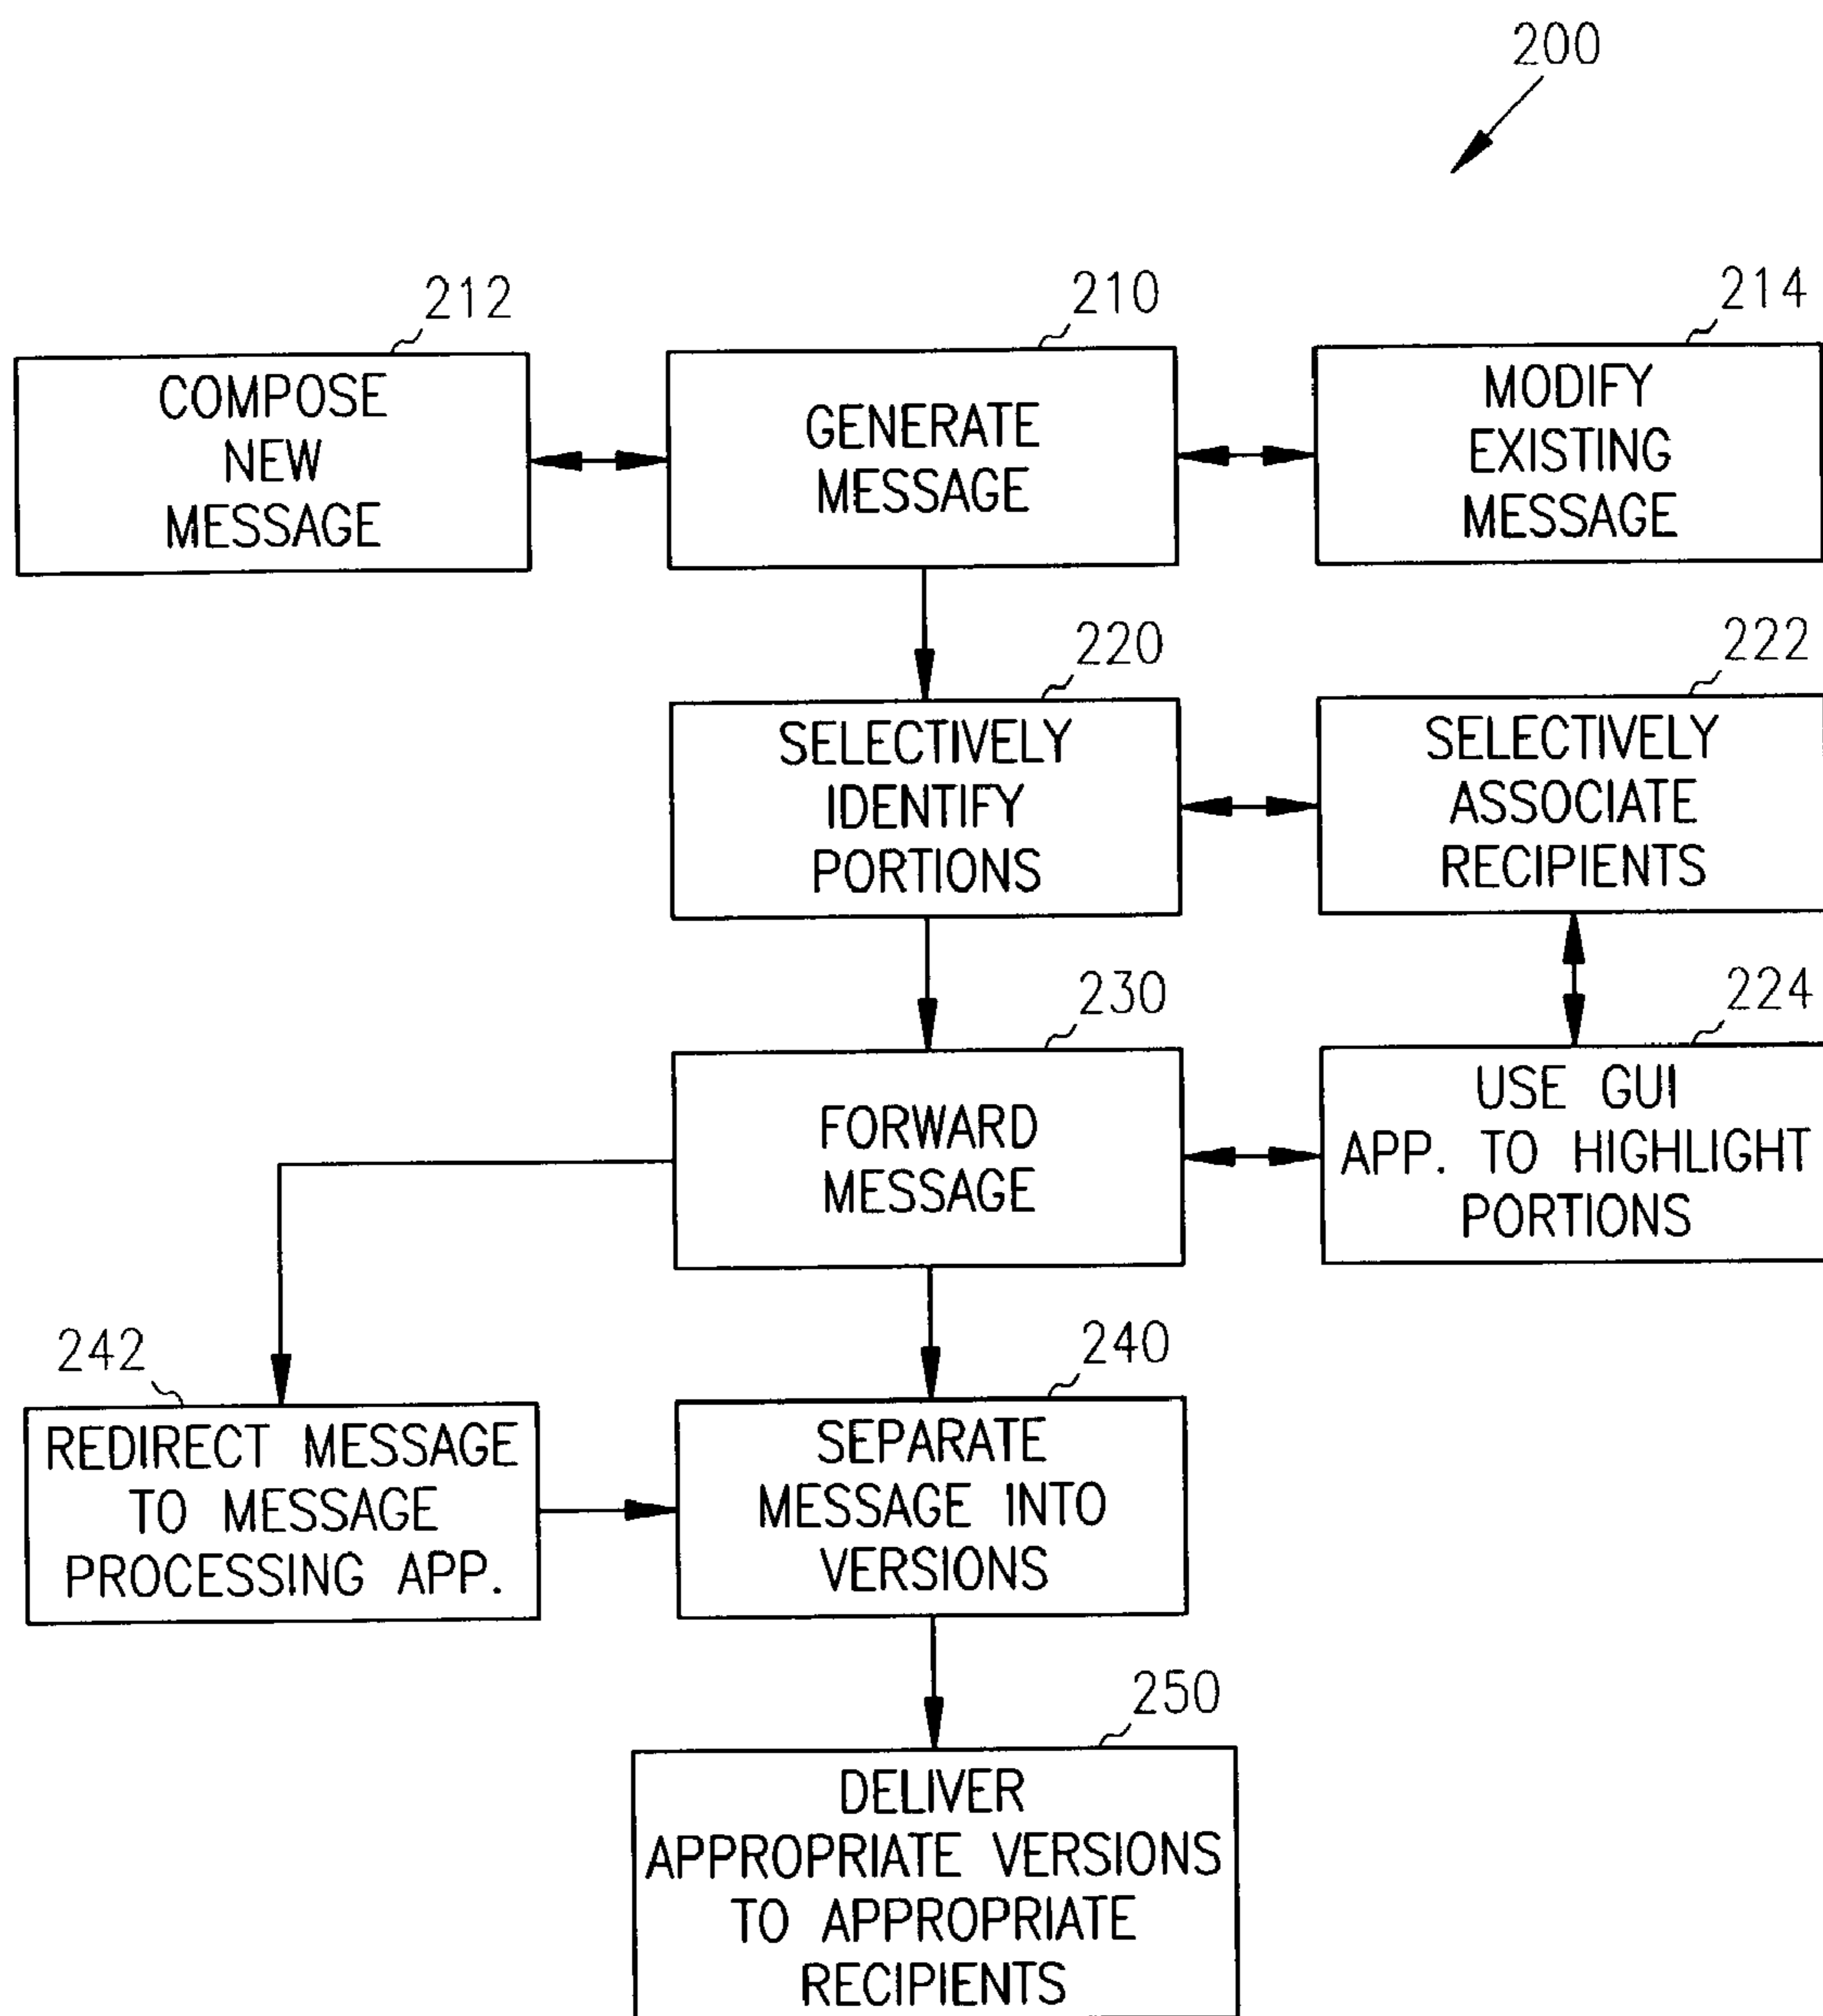 200
212
COMPOSE
NEW
MESSAGE
210
GENERATE
MESSAGE
214
MODIFY
EXISTING
MESSAGE
220
SELECTIVELY
IDENTIFY
PORTIONS
222
SELECTIVELY
ASSOCIATE
RECIPIENTS
230
FORWARD
MESSAGE
224
USE GUI
APP. TO HIGHLIGHT
PORTIONS
242
REDIRECT MESSAGE
TO MESSAGE
PROCESSING APP.
240
SEPARATE
MESSAGE INTO
VERSIONS
250
DELIVER
APPROPRIATE VERSIONS
TO APPROPRIATE
RECIPIENTS